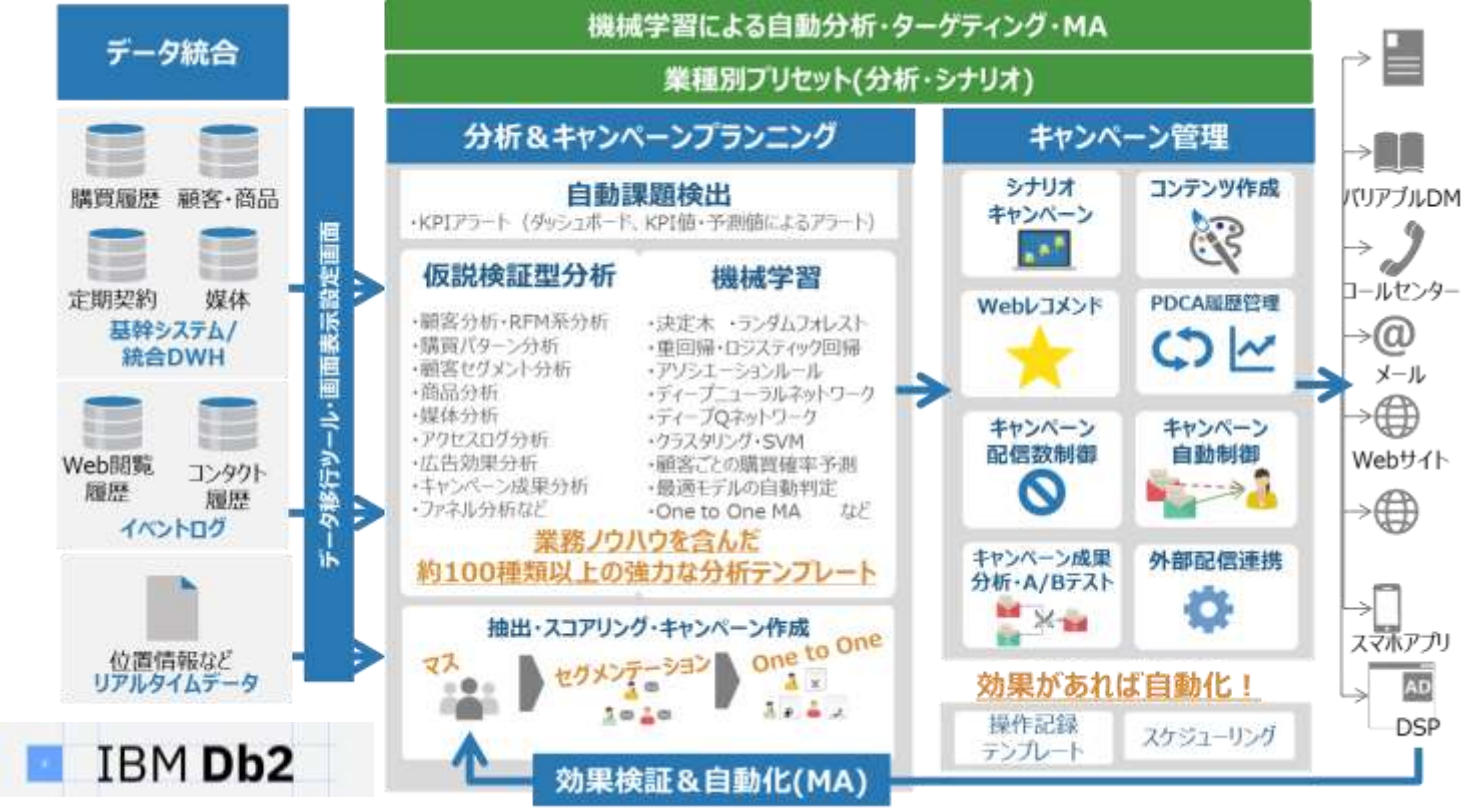 データ統合
購買履歴
顧客・商品
定期契約
媒体
基幹システム/
統合DWH
Web閲覧
履歴
コンタクト
履歴
イベントログ
位置情報など
リアルタイムデータ
IBM Db2
データ移行ツール・画面表示設定画面
機械学習による自動分析・ターゲティング・MA
業種別プリセット(分析・シナリオ)
分析&キャンペーンプランニング
自動課題検出
・KPIアラート（ダッシュボード、KPI値・予測値によるアラート）
仮説検証型分析
・顧客分析・RFM系分析
・購買パターン分析
・顧客セグメント分析
・商品分析
・媒体分析
・アクセスログ分析
・広告効果分析
・キャンペーン成果分析
・ファネル分析など
機械学習
・決定木 ・ランダムフォレスト
・重回帰・ロジスティック回帰
・アソシエーションルール
・ディープニューラルネットワーク
・ディープQネットワーク
・クラスタリング・SVM
・顧客ごとの購買確率予測
・最適モデルの自動判定
・One to One MA など
業務ノウハウを含んだ
約100種類以上の強力な分析テンプレート
抽出・スコアリング・キャンペーン作成
マス
セグメンテーション
One to One
効果検証&自動化(MA)
キャンペーン管理
シナリオ
キャンペーン
コンテンツ作成
Webレコメンド
PDCA履歴管理
キャンペーン
配信数制御
キャンペーン
自動制御
キャンペーン成果
分析・A/Bテスト
外部配信連携
効果があれば自動化！
操作記録
テンプレート
スケジューリング
バリアブルDM
コールセンター
@
メール
Webサイト
スマホアプリ
AD
DSP